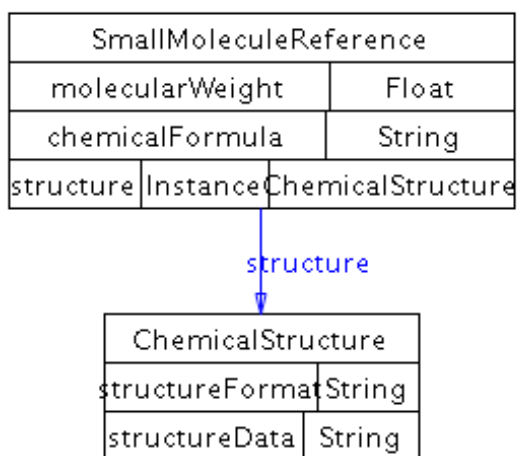 SmallMoleculeReference
molecularWeight Float
chemicalFormula String
structure Instance ChemicalStructure
structure
ChemicalStructure
structureFormat String
structureData String